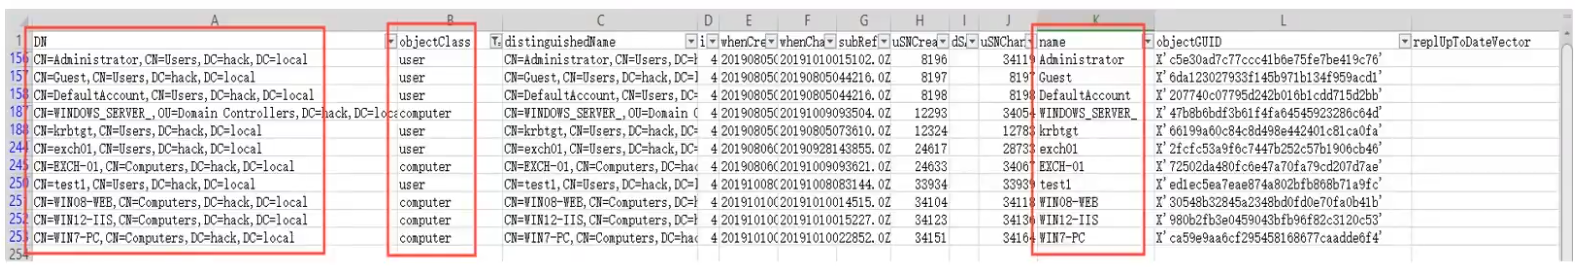 A B C D E F G H I J K L
1 DN objectClass distinguishedName i whenCre whenCha subRef uSNCrea dSA uSNChan name objectGUID replUpToDateVector
156 CN=Administrator,CN=Users,DC=hack,DC=local user CN=Administrator,CN=Users,DC=h 4 20190805 20191010015102.0Z 8196 34119 Administrator X'c5e30ad7c77ccc41b6e75fe7be419c76'
157 CN=Guest,CN=Users,DC=hack,DC=local user CN=Guest,CN=Users,DC=hack,DC= 4 20190805 20190805044216.0Z 8197 8197 Guest X'6da123027933f145b971b134f959acd1'
158 CN=DefaultAccount,CN=Users,DC=hack,DC=local user CN=DefaultAccount,CN=Users,DC= 4 20190805 20190805044216.0Z 8198 8198 DefaultAccount X'207740c07795d242b016b1cdd715d2bb'
187 CN=WINDOWS_SERVER_,OU=Domain Controllers,DC=hack,DC=loc computer CN=WINDOWS_SERVER_,OU=Domain C 4 20190805 20191009093504.0Z 12293 34054 WINDOWS_SERVER_ X'47b8b6bdf3b61f4fa64545923286c64d'
188 CN=krbtgt,CN=Users,DC=hack,DC=local user CN=krbtgt,CN=Users,DC=hack,DC= 4 20190805 20190805073610.0Z 12324 12783 krbtgt X'66199a60c84c8d498e442401c81ca0fa'
244 CN=exch01,CN=Users,DC=hack,DC=local user CN=exch01,CN=Users,DC=hack,DC= 4 20190806 20190928143855.0Z 24617 28733 exch01 X'2fcfc53a9f6c7447b252c57b1906cb46'
245 CN=EXCH-01,CN=Computers,DC=hack,DC=local computer CN=EXCH-01,CN=Computers,DC=hac 4 20190806 20191009093621.0Z 24633 34067 EXCH-01 X'72502da480fc6e47a70fa79cd207d7ae'
250 CN=test1,CN=Users,DC=hack,DC=local user CN=test1,CN=Users,DC=hack,DC=l 4 20191008 20191008083144.0Z 33934 33939 test1 X'ed1ec5ea7eae874a802bfb868b71a9fc'
251 CN=WIN08-WEB,CN=Computers,DC=hack,DC=local computer CN=WIN08-WEB,CN=Computers,DC=h 4 20191010 20191010014515.0Z 34104 34118 WIN08-WEB X'30548b32845a2348bd0fd0e70fa0b41b'
252 CN=WIN12-IIS,CN=Computers,DC=hack,DC=local computer CN=WIN12-IIS,CN=Computers,DC=h 4 20191010 20191010015227.0Z 34123 34136 WIN12-IIS X'980b2fb3e0459043bfb96f82c3120c53'
253 CN=WIN7-PC,CN=Computers,DC=hack,DC=local computer CN=WIN7-PC,CN=Computers,DC=hac 4 20191010 20191010022852.0Z 34151 34164 WIN7-PC X'ca59e9aa6cf295458168677caadde6f4'
254